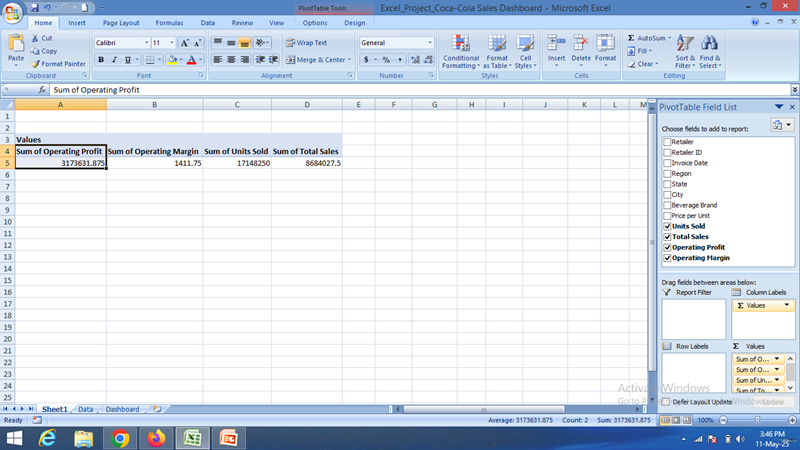 PivotTable Tools
Excel_Project_Coca-Cola Sales Dashboard - Microsoft Excel
Home Insert Page Layout Formulas Data Review View Options Design
Paste
Cut
Copy
Format Painter
Clipboard
Calibri 11
B I U
Font
Wrap Text
Merge & Center
Alignment
General
$ % ,
Number
Conditional Formatting
Format as Table
Cell Styles
Styles
Insert Delete Format
Cells
AutoSum
Fill
Clear
Sort & Filter
Find & Select
Editing
A4 fx Sum of Operating Profit
A B C D E F G H I J K L M
1
2
3 Values
4 Sum of Operating Profit Sum of Operating Margin Sum of Units Sold Sum of Total Sales
5 3173631.875 1411.75 17148250 8684027.5
6
7
8
9
10
11
12
13
14
15
16
17
18
19
20
21
22
23
24
25
PivotTable Field List
Choose fields to add to report:
Retailer
Retailer ID
Invoice Date
Region
State
City
Beverage Brand
Price per Unit
Units Sold
Total Sales
Operating Profit
Operating Margin
Drag fields between areas below:
Report Filter Column Labels
Σ Values
Row Labels Σ Values
Sum of O...
Sum of O...
Sum of Un...
Sum of To...
Defer Layout Update Update
Activate Windows
Sheet1 Data Dashboard
Ready Average: 3173631.875 Count: 2 Sum: 3173631.875 100%
3:46 PM
11-May-25